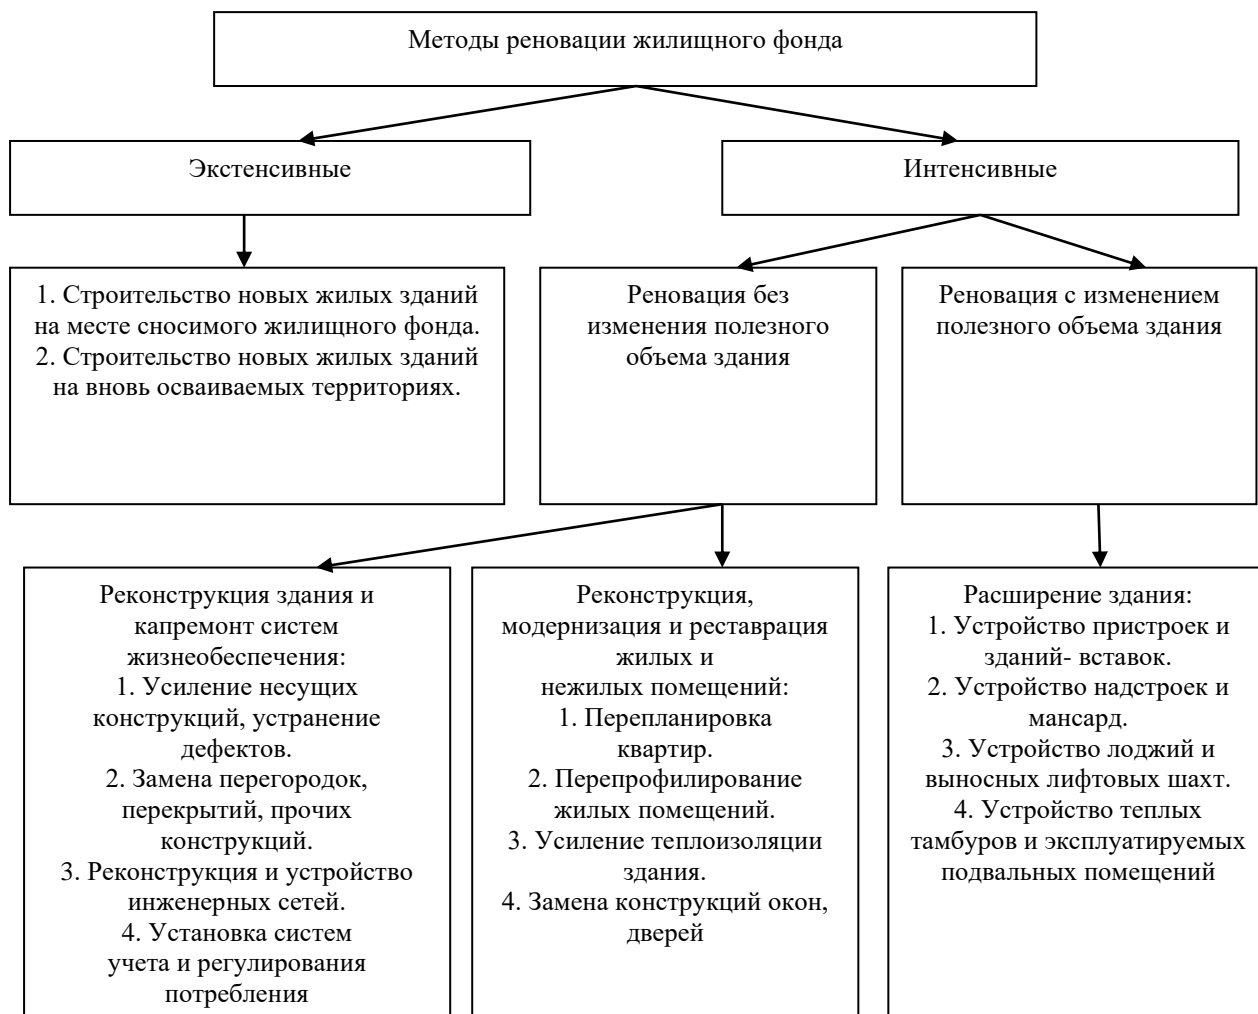 Методы реновации жилищного фонда
Экстенсивные
Интенсивные
1. Строительство новых жилых зданий
на месте сносимого жилищного фонда.
2. Строительство новых жилых зданий
на вновь осваиваемых территориях.
Реновация без
изменения полезного
объема здания
Реновация с изменением
полезного объема здания
Реконструкция здания и
капремонт систем
жизнеобеспечения:
1. Усиление несущих
конструкций, устранение
дефектов.
2. Замена перегородок,
перекрытий, прочих
конструкций.
3. Реконструкция и устройство
инженерных сетей.
4. Установка систем
учета и регулирования
потребления
Реконструкция,
модернизация и реставрация
жилых и
нежилых помещений:
1. Перепланировка
квартир.
2. Перепрофилирование
жилых помещений.
3. Усиление теплоизоляции
здания.
4. Замена конструкций окон,
дверей
Расширение здания:
1. Устройство пристроек и
зданий- вставок.
2. Устройство надстроек и
мансард.
3. Устройство лоджий и
выносных лифтовых шахт.
4. Устройство теплых
тамбуров и эксплуатируемых
подвальных помещений